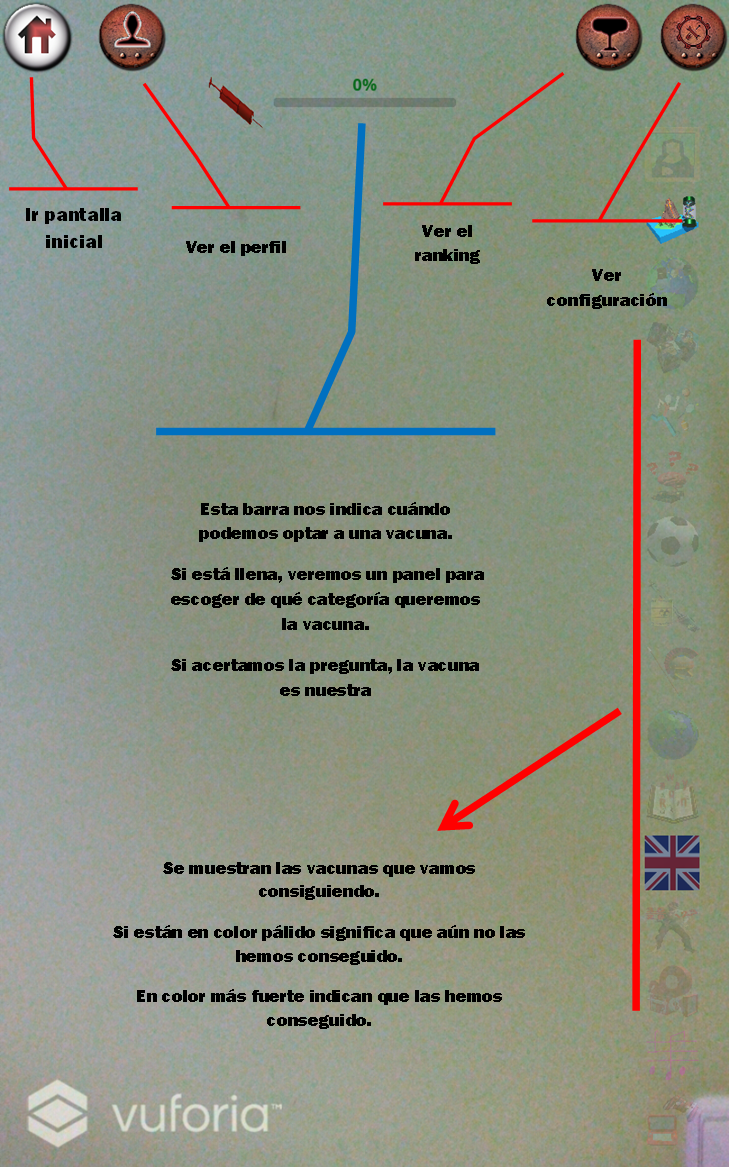 0%
Ir pantalla
inicial
Ver el perfil
Ver el
ranking
Ver
configuración
Esta barra nos indica cuándo
podemos optar a una vacuna.
Si está llena, veremos un panel para
escoger de qué categoría queremos
la vacuna.
Si acertamos la pregunta, la vacuna
es nuestra
Se muestran las vacunas que vamos
consiguiendo.
Si están en color pálido significa que aún no las
hemos conseguido.
En color más fuerte indican que las hemos
conseguido.
vuforia™